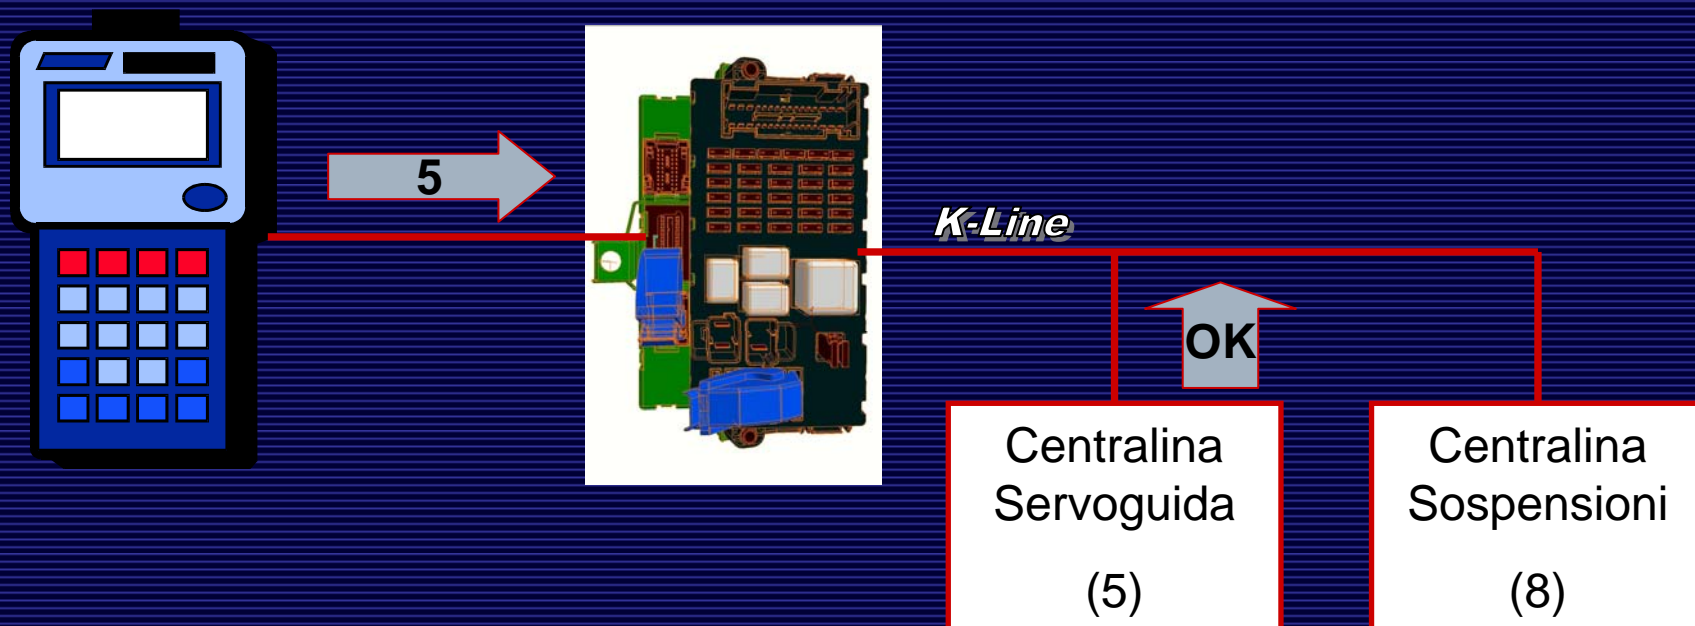 5
K-Line
OK
Centralina
Servoguida
(5)
Centralina
Sospensioni
(8)